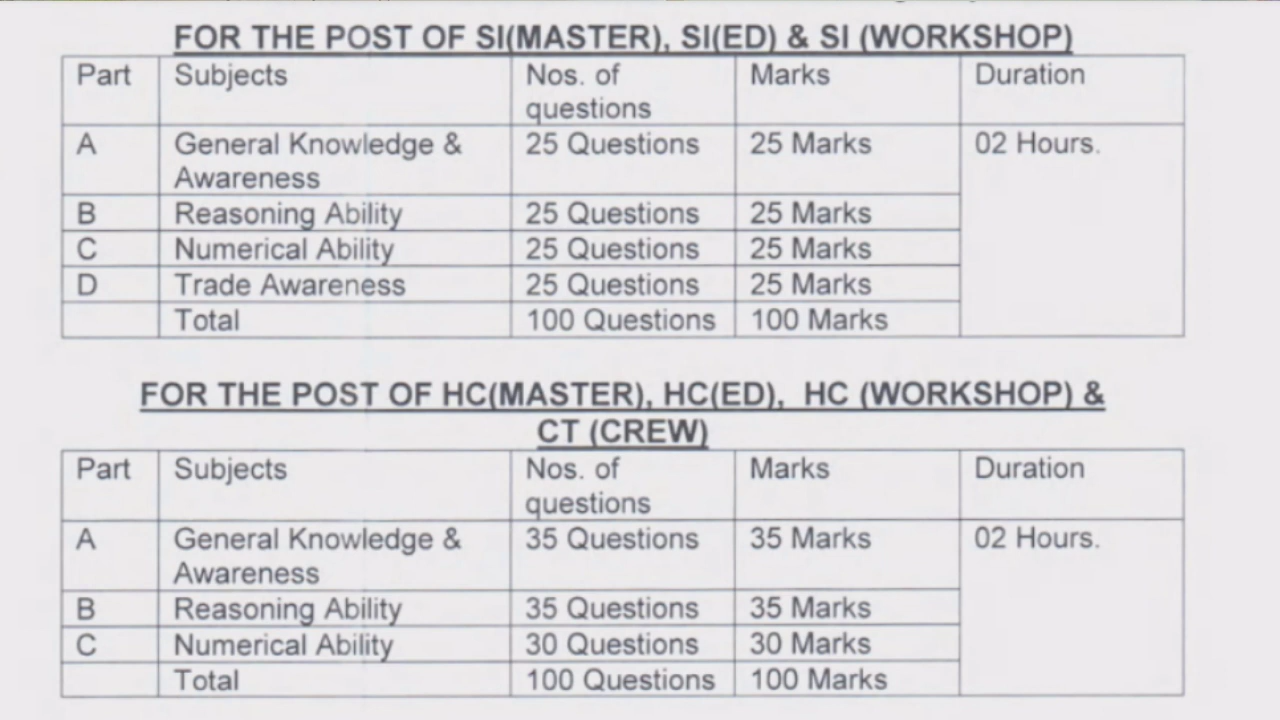 FOR THE POST OF SI(MASTER), SI(ED) & SI (WORKSHOP)
Part Subjects Nos. of questions Marks Duration
A General Knowledge & Awareness 25 Questions 25 Marks 02 Hours.
B Reasoning Ability 25 Questions 25 Marks
C Numerical Ability 25 Questions 25 Marks
D Trade Awareness 25 Questions 25 Marks
Total 100 Questions 100 Marks
FOR THE POST OF HC(MASTER), HC(ED), HC (WORKSHOP) &
CT (CREW)
Part Subjects Nos. of questions Marks Duration
A General Knowledge & Awareness 35 Questions 35 Marks 02 Hours.
B Reasoning Ability 35 Questions 35 Marks
C Numerical Ability 30 Questions 30 Marks
Total 100 Questions 100 Marks